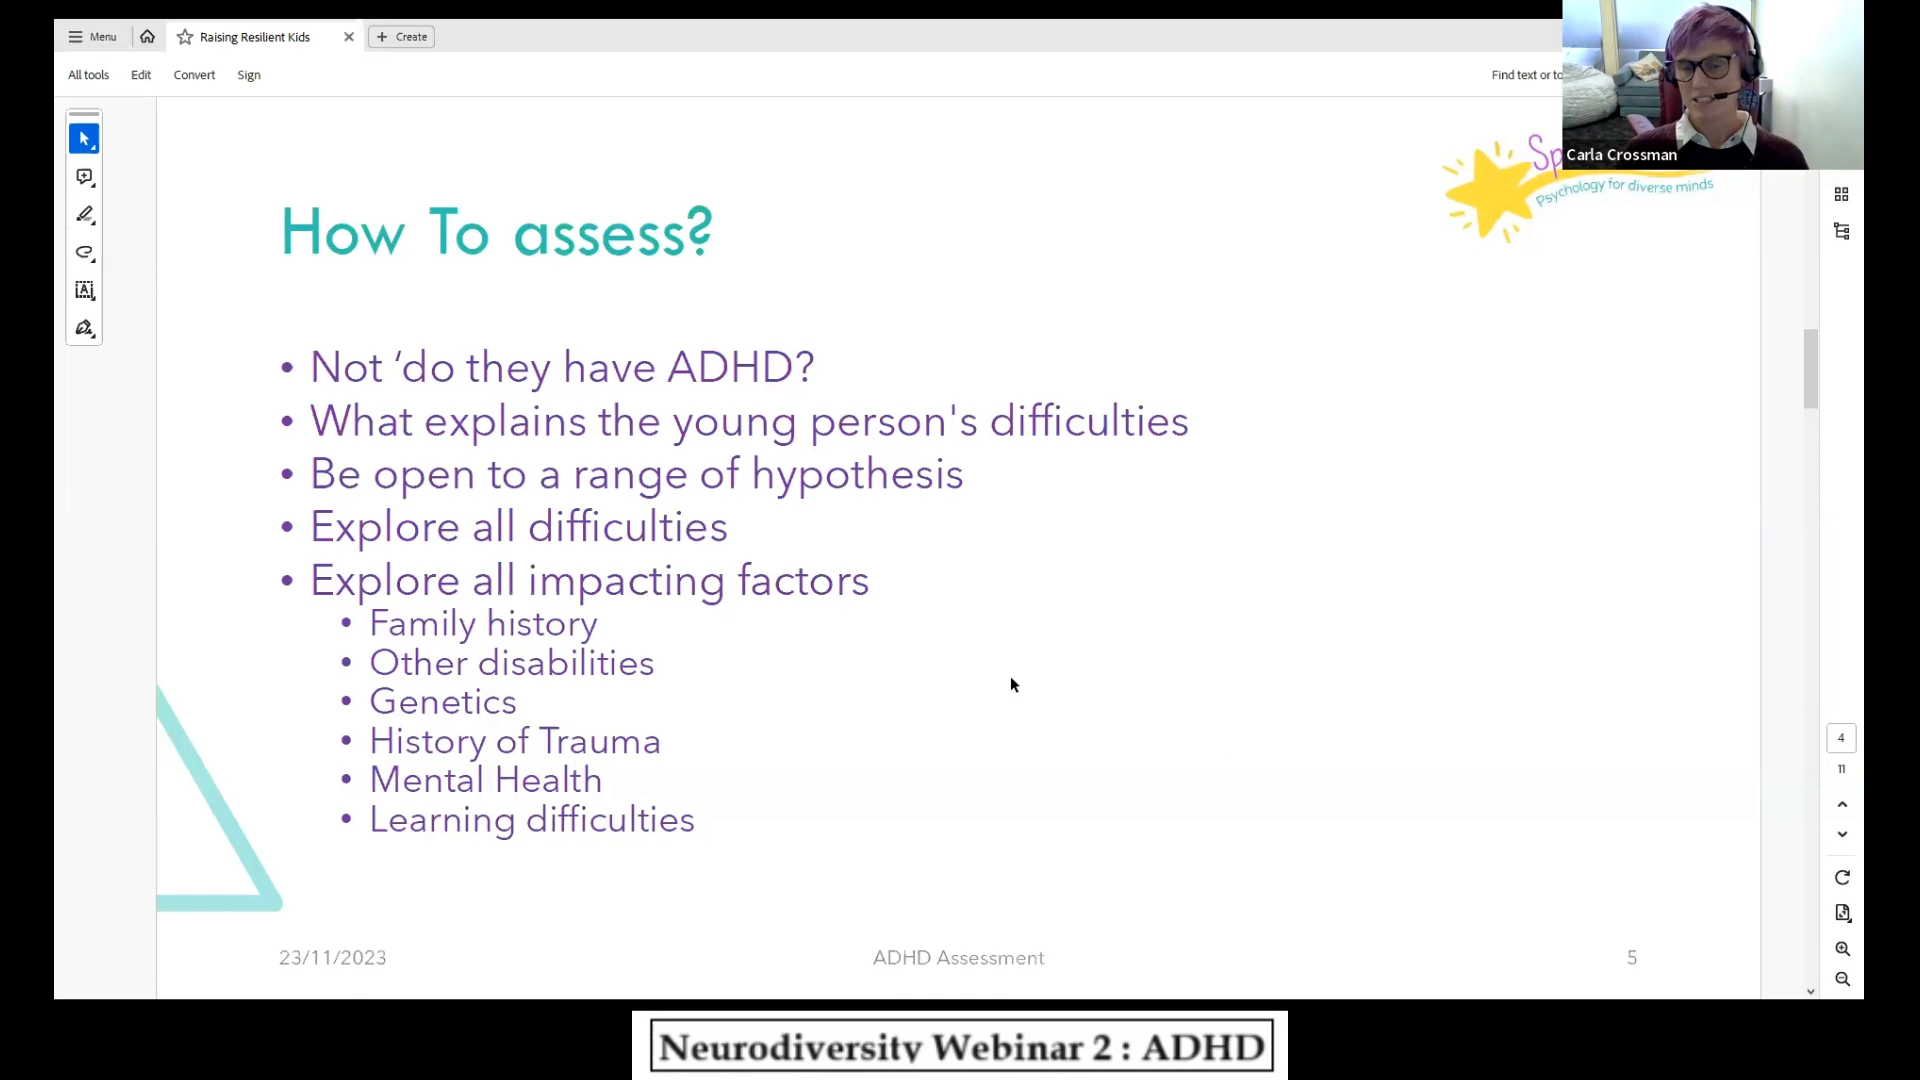 Menu
Raising Resilient Kids
Create
All tools
Edit
Convert
Sign
Find text or to
Carla Crossman
Sp
Psychology for diverse minds
How To assess?
• Not ‘do they have ADHD?
• What explains the young person's difficulties
• Be open to a range of hypothesis
• Explore all difficulties
• Explore all impacting factors
• Family history
• Other disabilities
• Genetics
• History of Trauma
• Mental Health
• Learning difficulties
4
11
23/11/2023
ADHD Assessment
5
Neurodiversity Webinar 2 : ADHD